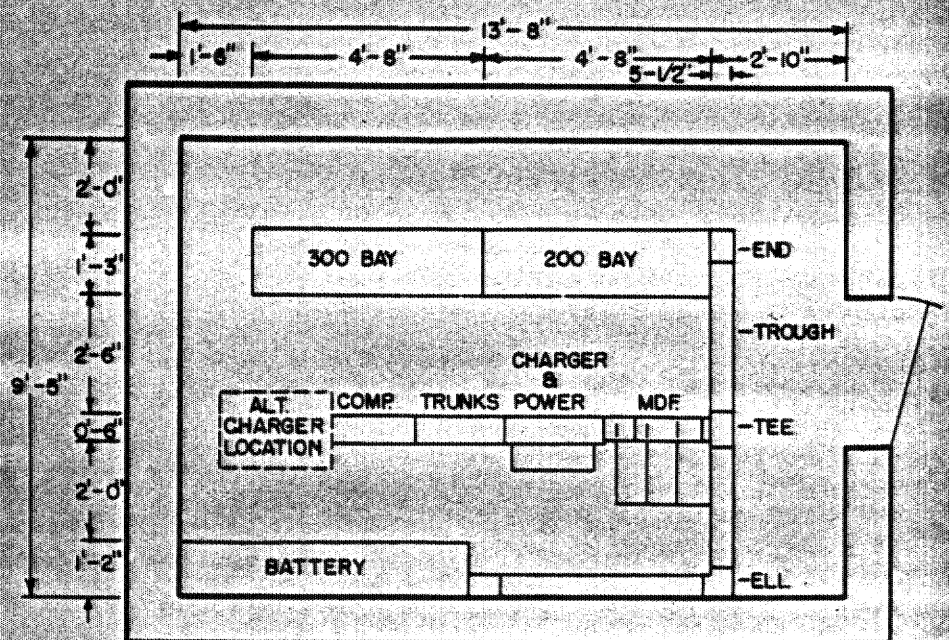 13'-8"
1'-6" 4'-8" 4'-8" 2'-10"
5-1/2"
2'-0"
1'-3"
2'-6"
9'-5"
0'-6"
2'-0"
1'-2"
300 BAY 200 BAY
END
TROUGH
CHARGER
&
COMP. TRUNKS POWER MDF.
ALT.
CHARGER
LOCATION
TEE
BATTERY
ELL